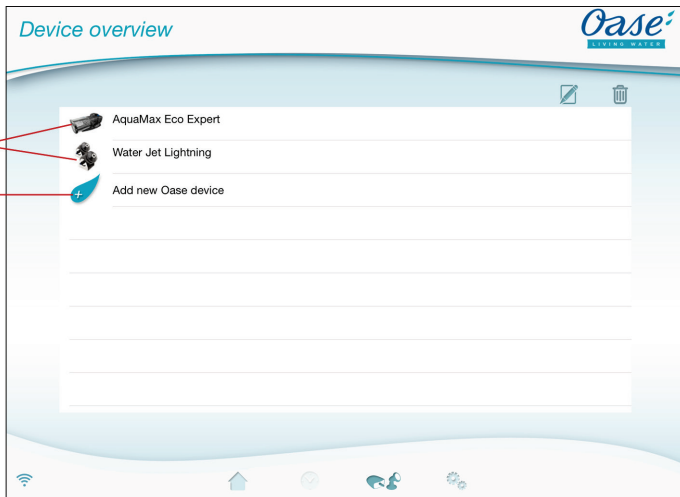 Device overview
Oase
LIVING WATER
AquaMax Eco Expert
Water Jet Lightning
Add new Oase device